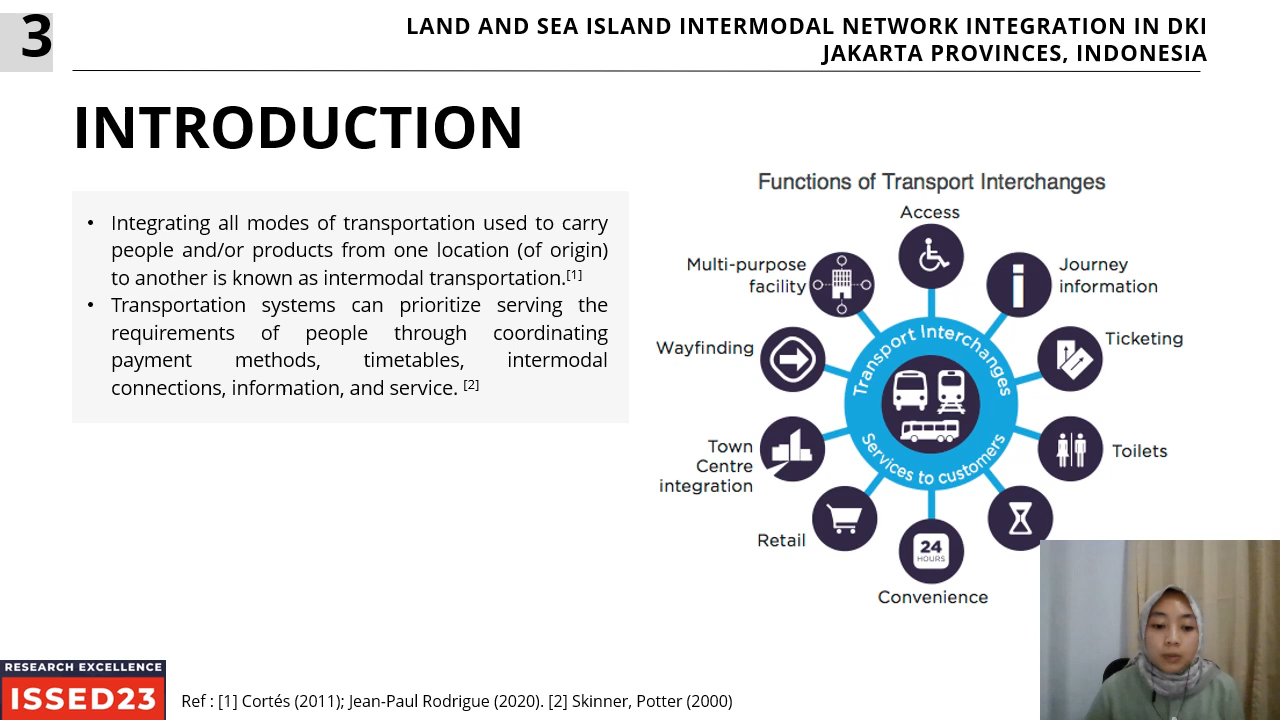 3
LAND AND SEA ISLAND INTERMODAL NETWORK INTEGRATION IN DKI
JAKARTA PROVINCES, INDONESIA
INTRODUCTION
• Integrating all modes of transportation used to carry
people and/or products from one location (of origin)
to another is known as intermodal transportation.[1]
• Transportation systems can prioritize serving the
requirements of people through coordinating
payment methods, timetables, intermodal
connections, information, and service. [2]
Functions of Transport Interchanges
Access
Multi-purpose
facility
Journey
information
Wayfinding
Ticketing
Transport Interchanges
Services to customers
Town
Centre
integration
Toilets
Retail
24
HOURS
Convenience
RESEARCH EXCELLENCE
ISSED23
Ref : [1] Cortés (2011); Jean-Paul Rodrigue (2020). [2] Skinner, Potter (2000)